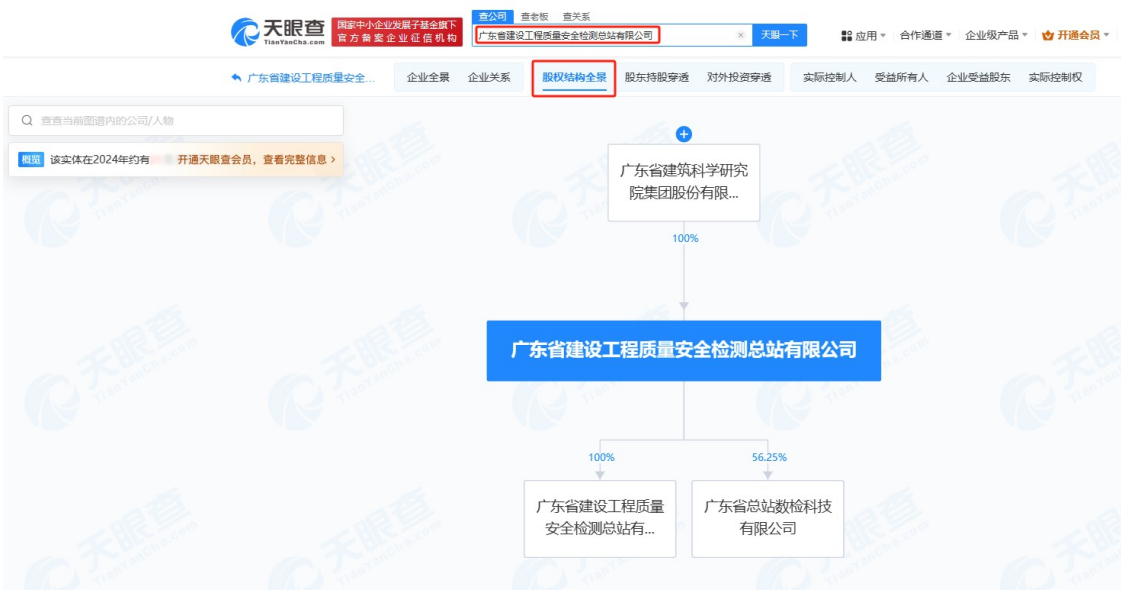 查公司 查老板 查关系
天眼查
TianYanCha.com
国家中小企业发展子基金旗下
官方备案企业征信机构
广东省建设工程质量安全检测总站有限公司 × 天眼一下
应用 合作通道 企业级产品 开通会员
广东省建设工程质量安全... 企业全景 企业关系 股权结构全景 股东持股穿透 对外投资穿透 实际控制人 受益所有人 企业受益股东 实际控制权
查查当前图谱内的公司/人物
概览 该实体在2024年约有 开通天眼查会员，查看完整信息 >
广东省建筑科学研究
院集团股份有限...
100%
广东省建设工程质量安全检测总站有限公司
100% 56.25%
广东省建设工程质量
安全检测总站有...
广东省总站数检科技
有限公司